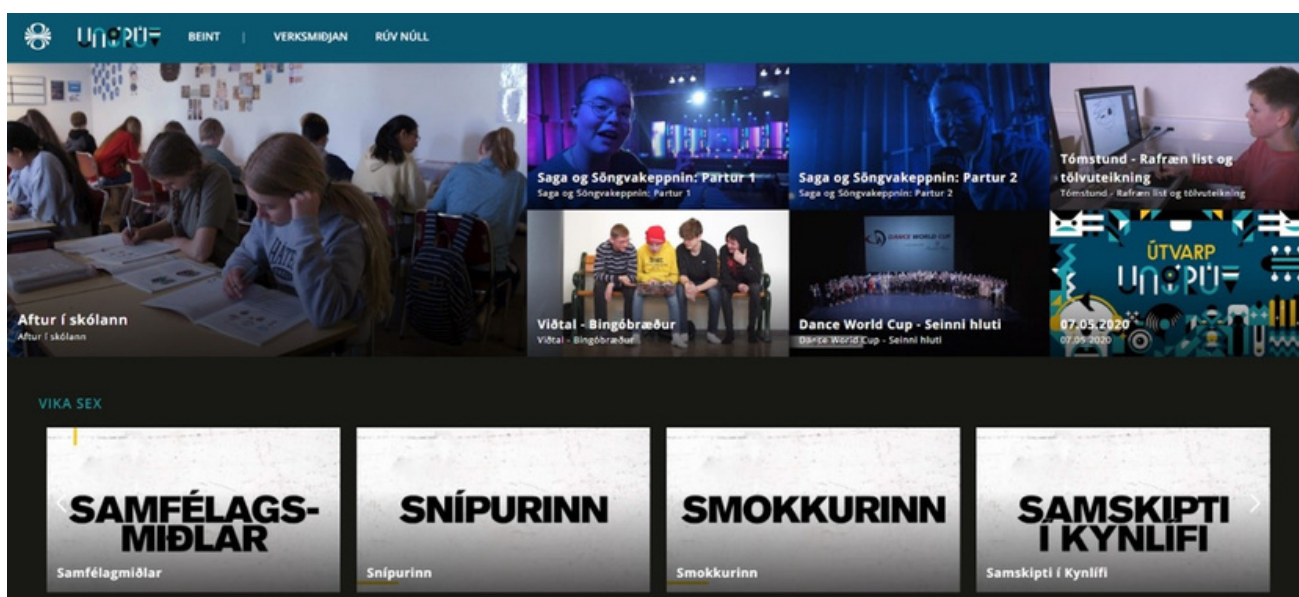 UNGRÚV BEINT | VERKSMIÐJAN RÚV NÚLL
Aftur í skólann
Aftur í skólann
Saga og Söngvakeppnin: Partur 1
Saga og Söngvakeppnin: Partur 1
Saga og Söngvakeppnin: Partur 2
Saga og Söngvakeppnin: Partur 2
Tómstund - Rafræn list og
tölvuteikning
Tómstund - Rafræn list og tölvuteikning
Viðtal - Bingóbræður
Viðtal - Bingóbræður
DANCE WORLD CUP
Dance World Cup - Seinni hluti
Dance World Cup - Seinni hluti
ÚTVARP
UNGRÚV
07.05.2020
07.05.2020
VIKA SEX
SAMFÉLAGS-
MIÐLAR
Samfélagmiðlar
SNÍPURINN
Snípurinn
SMOKKURINN
Smokkurinn
SAMSKIPTI
Í KYNLÍFI
Samskipti í Kynlífi